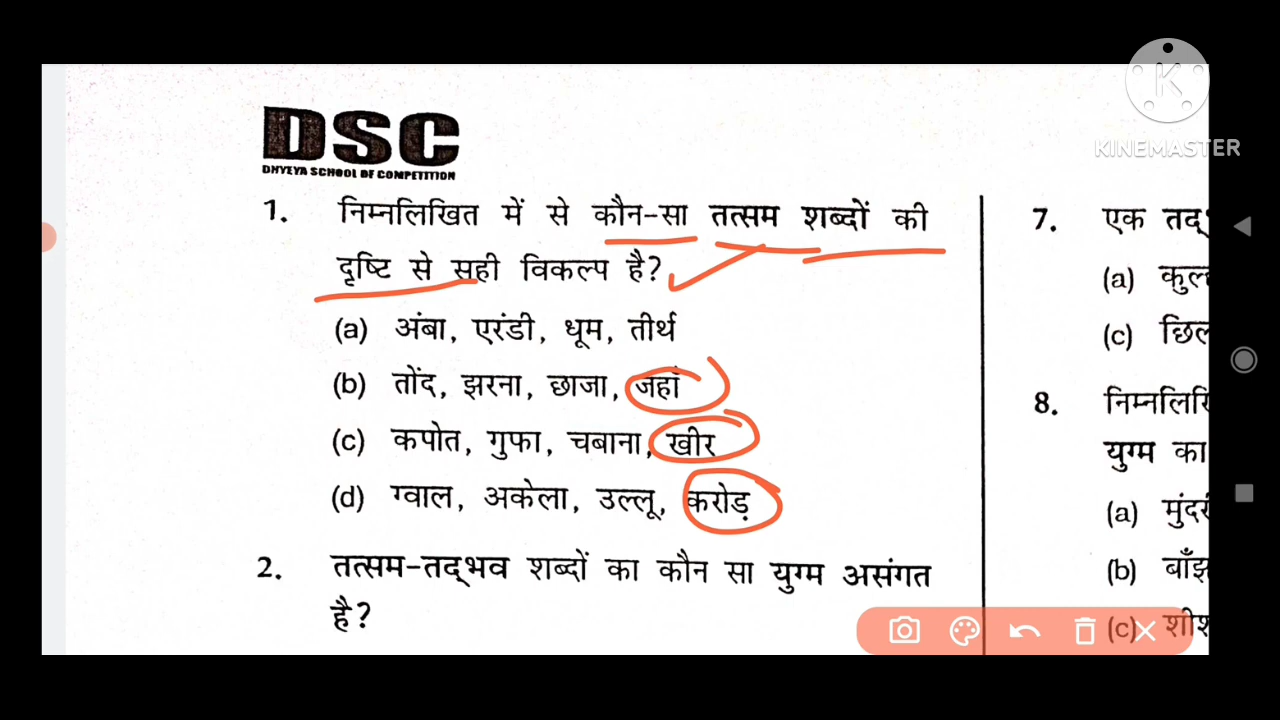 KINEMASTER
DSC
DHYEYA SCHOOL OF COMPETITION
1. निम्नलिखित में से कौन-सा तत्सम शब्दों की
दृष्टि से सही विकल्प है?
(a) अंबा, एरंडी, धूम, तीर्थ
(b) तोंद, झरना, छाजा, जहाँ
(c) कपोत, गुफा, चबाना, खीर
(d) ग्वाल, अकेला, उल्लू, करोड़
2. तत्सम-तद्भव शब्दों का कौन सा युग्म असंगत
है?
7. एक
(a)
(c)
8.
युग्म का
(a)
(b)
(c)